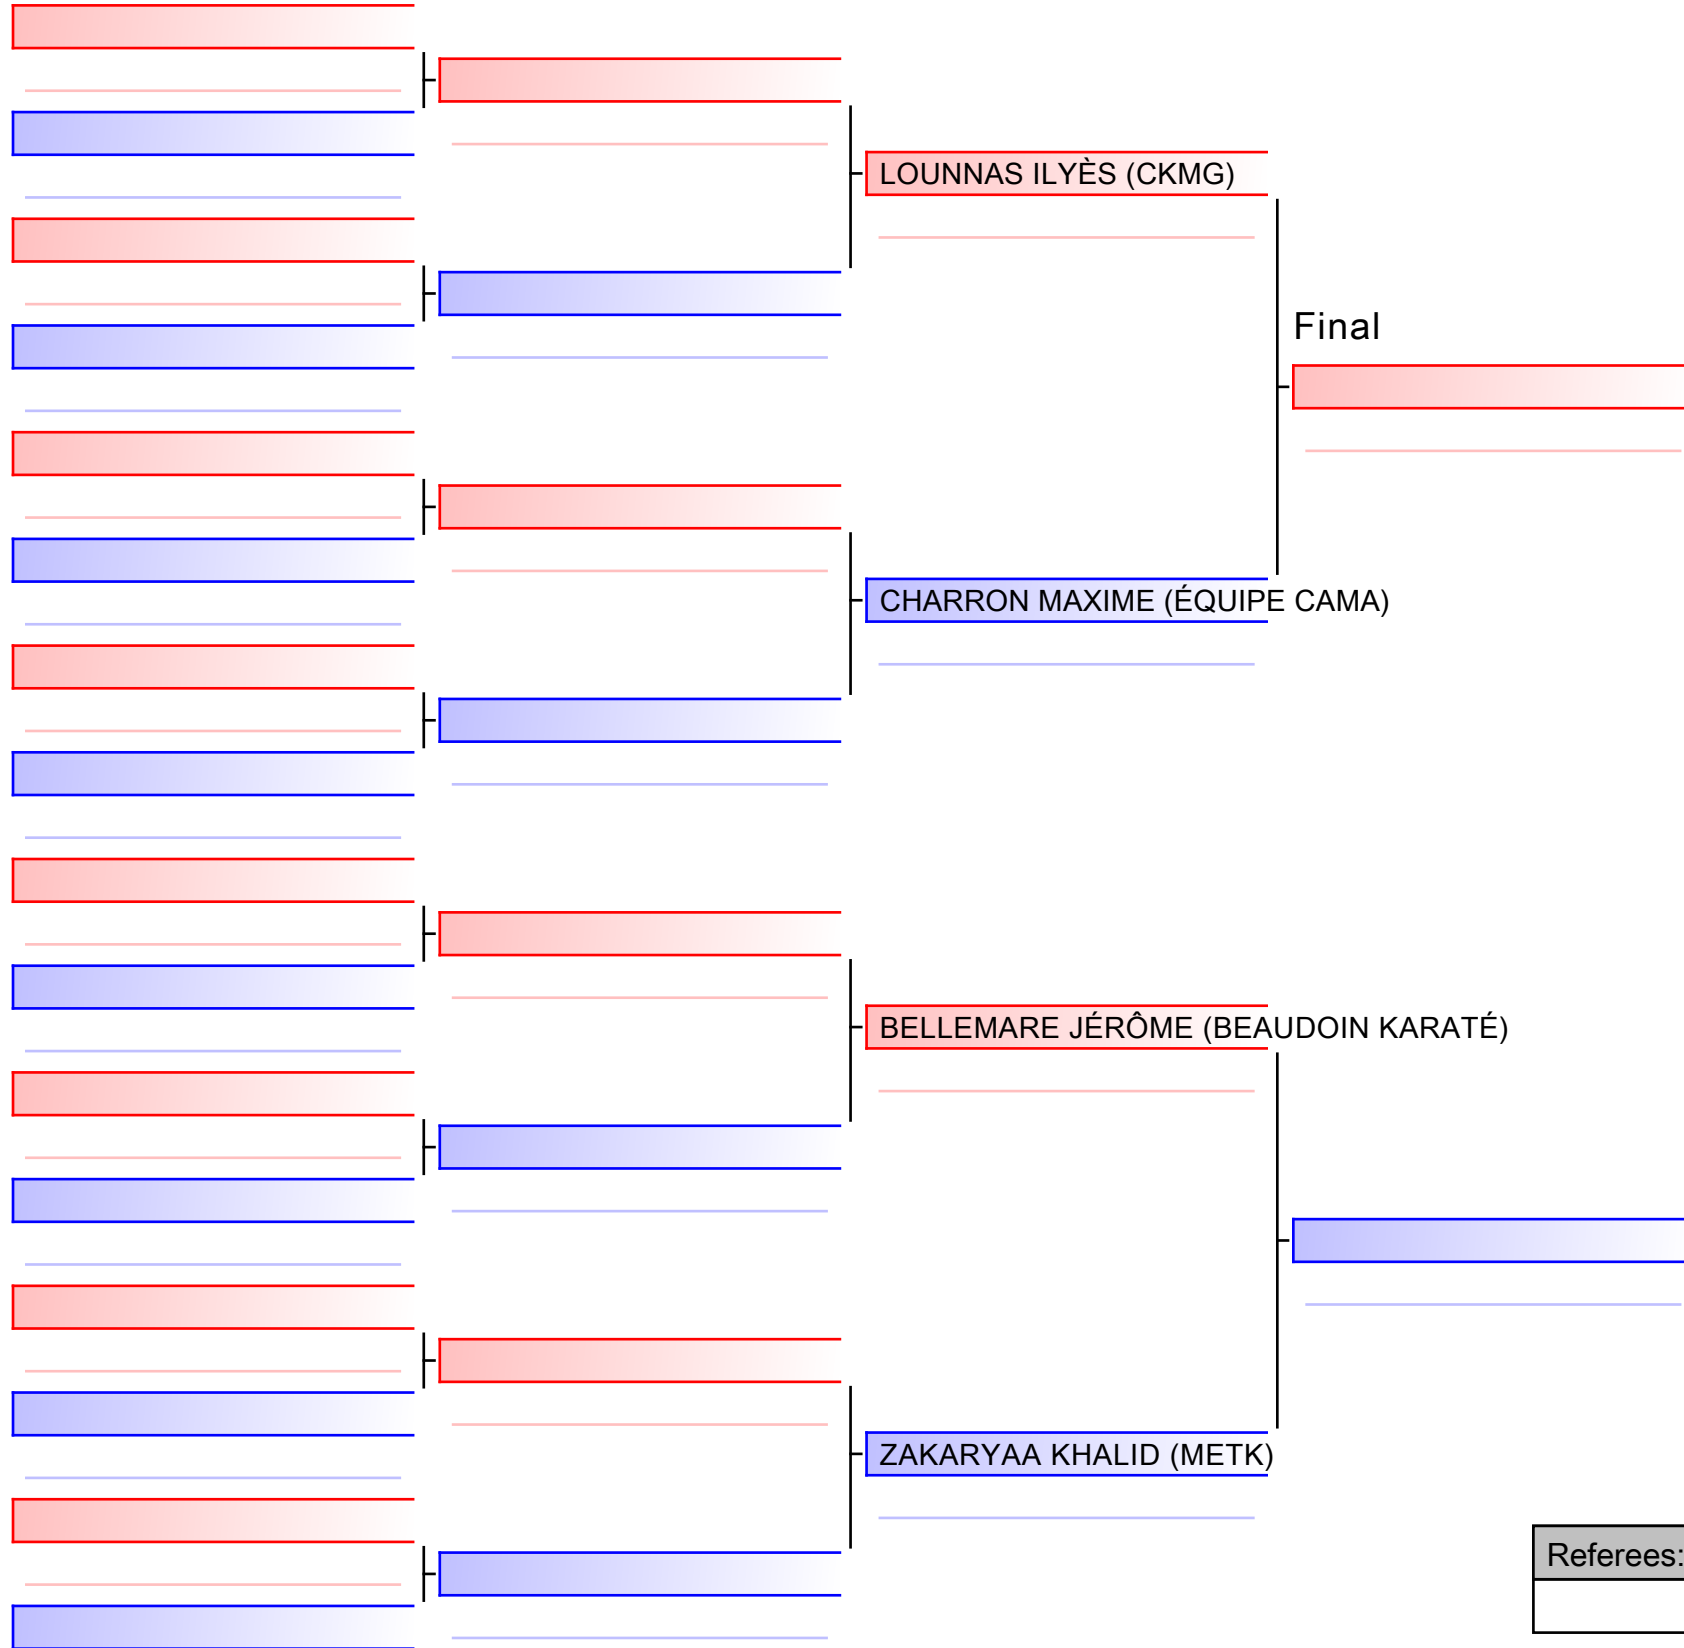 LOUNNAS ILYÈS (CKMG)
Final
CHARRON MAXIME (ÉQUIPE CAMA)
BELLEMARE JÉRÔME (BEAUDOIN KARATÉ)
ZAKARYAA KHALID (METK)
Referees: